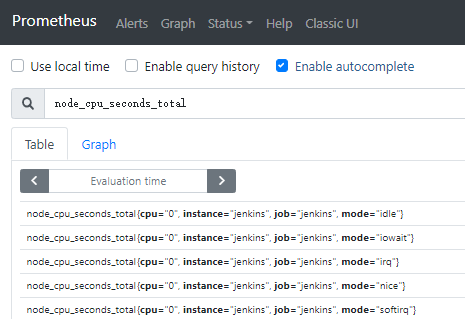 Prometheus Alerts Graph Status Help Classic UI
Use local time Enable query history Enable autocomplete
node_cpu_seconds_total
Table Graph
Evaluation time
node_cpu_seconds_total{cpu="0", instance="jenkins", job="jenkins", mode="idle"}
node_cpu_seconds_total{cpu="0", instance="jenkins", job="jenkins", mode="iowait"}
node_cpu_seconds_total{cpu="0", instance="jenkins", job="jenkins", mode="irq"}
node_cpu_seconds_total{cpu="0", instance="jenkins", job="jenkins", mode="nice"}
node_cpu_seconds_total{cpu="0", instance="jenkins", job="jenkins", mode="softirq"}